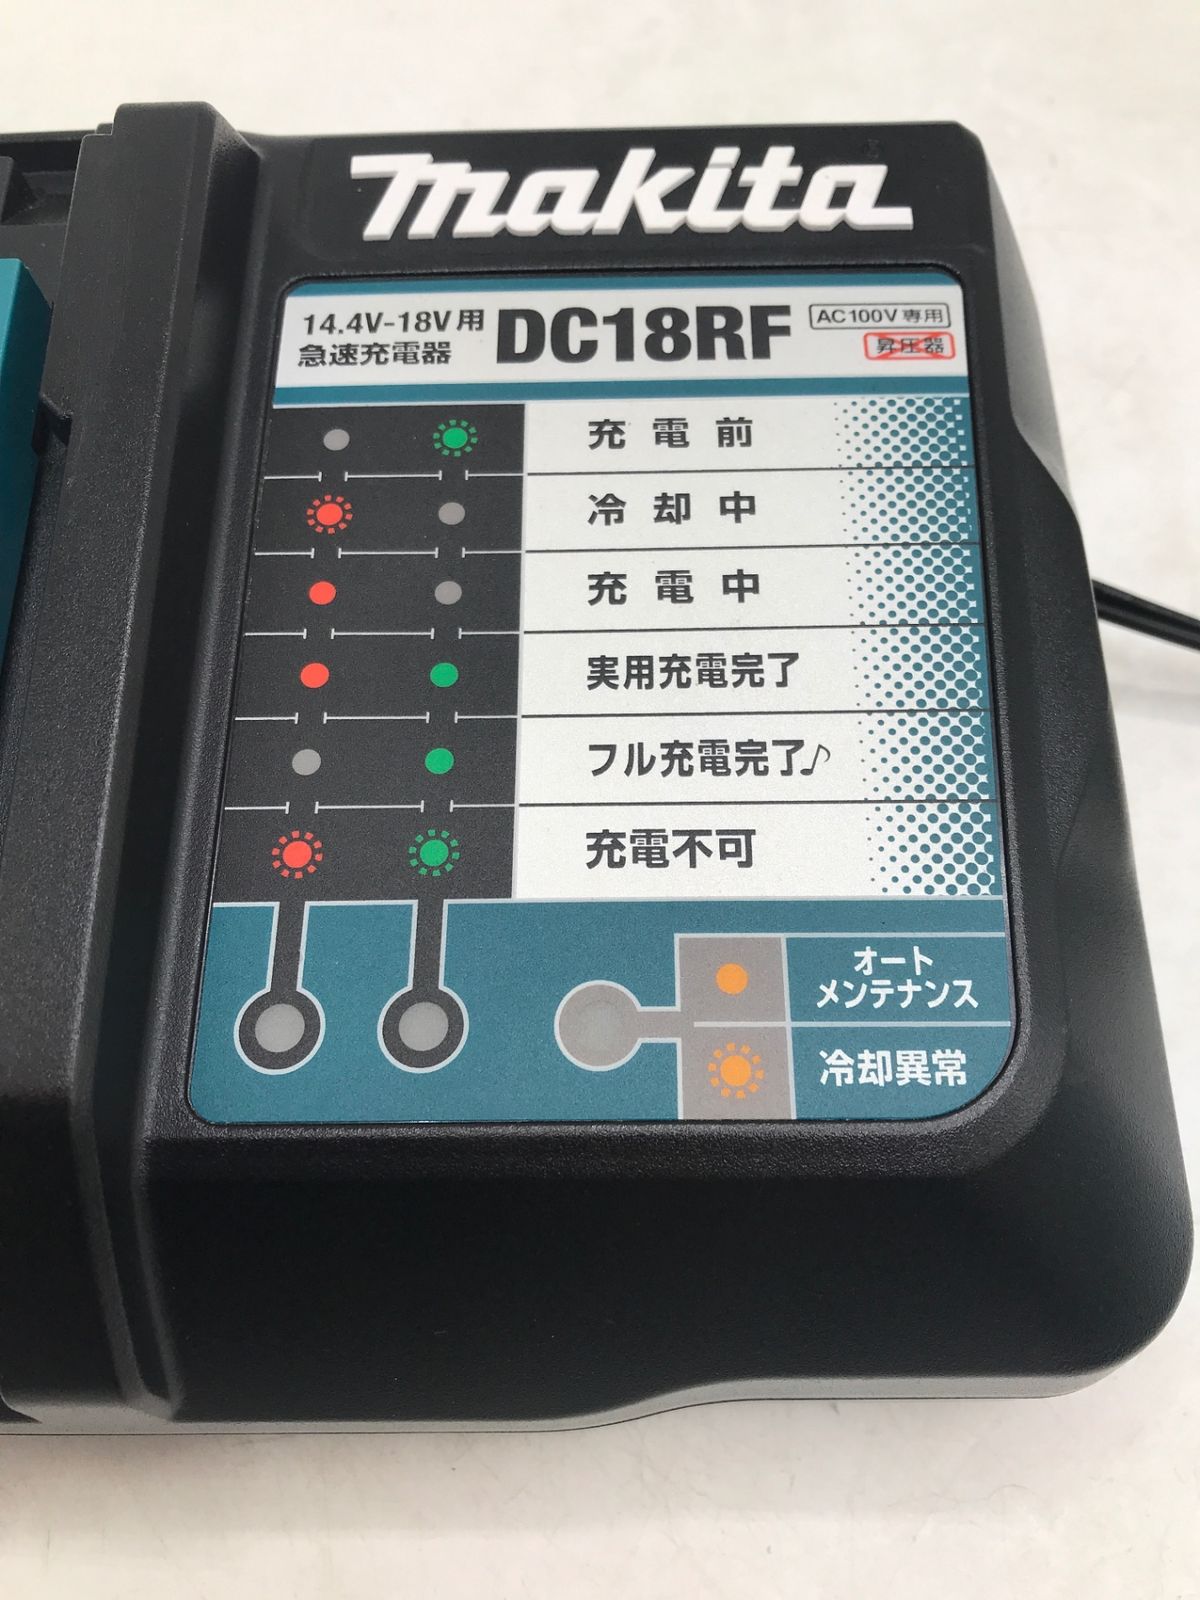 makita
14.4V-18V用
急速充電器
DC18RF
AC100V専用
昇圧器
充電前
冷却中
充電中
実用充電完了
フル充電完了♪
充電不可
オート
メンテナンス
冷却異常